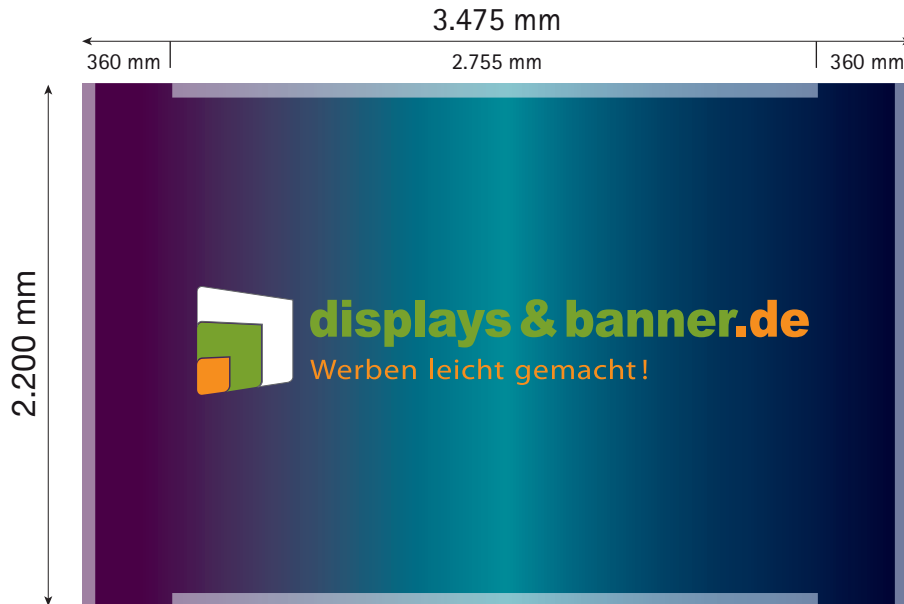 3.475 mm
360 mm
2.755 mm
360 mm
2.200 mm
displays & banner.de
Werben leicht gemacht!